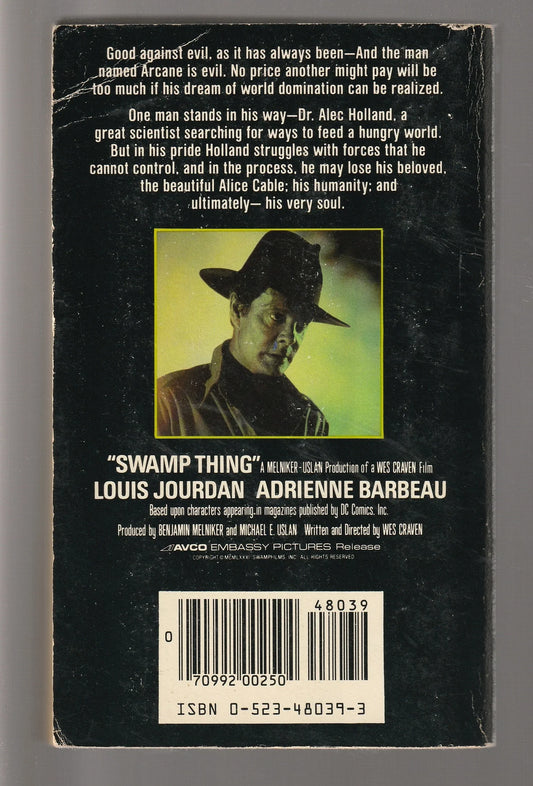 Good against evil, as it has always been—And the man
named Arcane is evil. No price another might pay will be
too much if his dream of world domination can be realized.
One man stands in his way—Dr. Alec Holland, a
great scientist searching for ways to feed a hungry world.
But in his pride Holland struggles with forces that he
cannot control, and in the process, he may lose his beloved,
the beautiful Alice Cable; his humanity; and
ultimately— his very soul.
"SWAMP THING" A MELNIKER-USLAN Production of a WES CRAVEN Film
LOUIS JOURDAN ADRIENNE BARBEAU
Based upon characters appearing in magazines published by DC Comics, Inc.
Produced by BENJAMIN MELNIKER and MICHAEL E. USLAN Written and Directed by WES CRAVEN
AVCO EMBASSY PICTURES Release
COPYRIGHT © MCMLXXXI SWAMPFILMS, INC. ALL RIGHTS RESERVED
48039
0
70992 00250
ISBN 0-523-48039-3